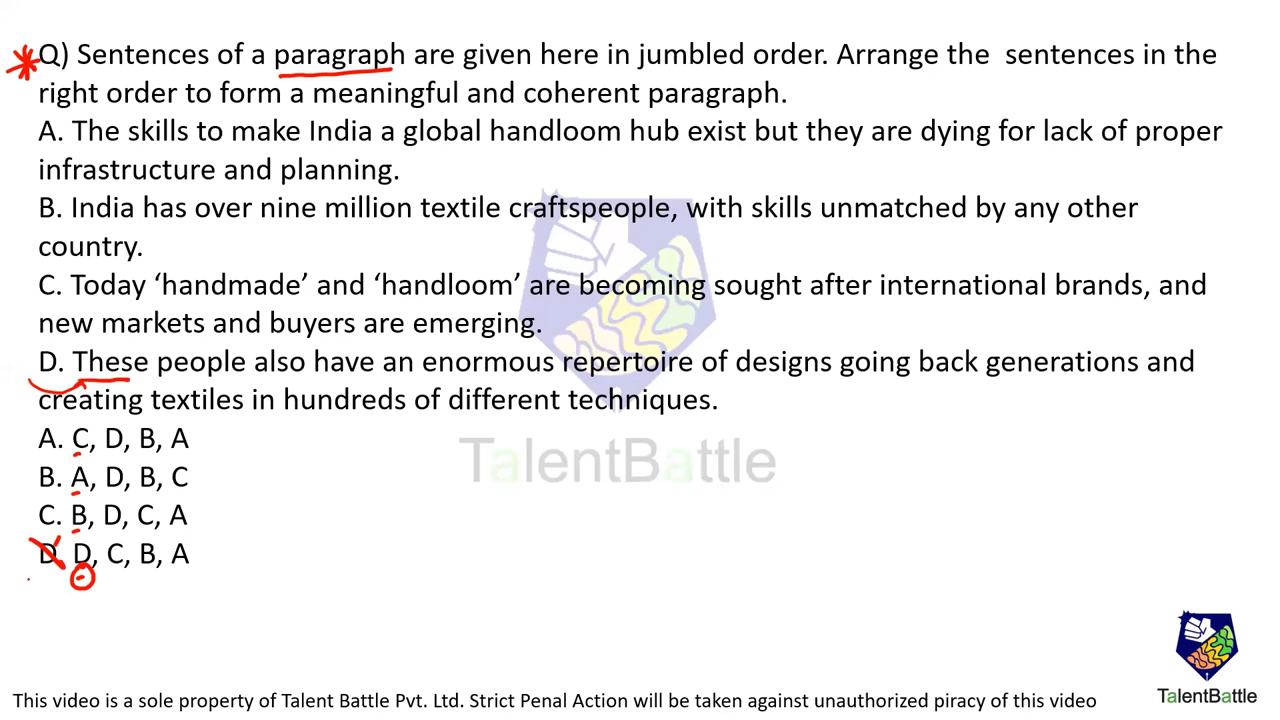 Q) Sentences of a paragraph are given here in jumbled order. Arrange the sentences in the
right order to form a meaningful and coherent paragraph.
A. The skills to make India a global handloom hub exist but they are dying for lack of proper
infrastructure and planning.
B. India has over nine million textile craftspeople, with skills unmatched by any other
country.
C. Today ‘handmade’ and ‘handloom’ are becoming sought after international brands, and
new markets and buyers are emerging.
D. These people also have an enormous repertoire of designs going back generations and
creating textiles in hundreds of different techniques.
A. C, D, B, A
TalentBattle
B. A, D, B, C
C. B, D, C, A
D. D, C, B, A
TalentBattle
This video is a sole property of Talent Battle Pvt. Ltd. Strict Penal Action will be taken against unauthorized piracy of this video